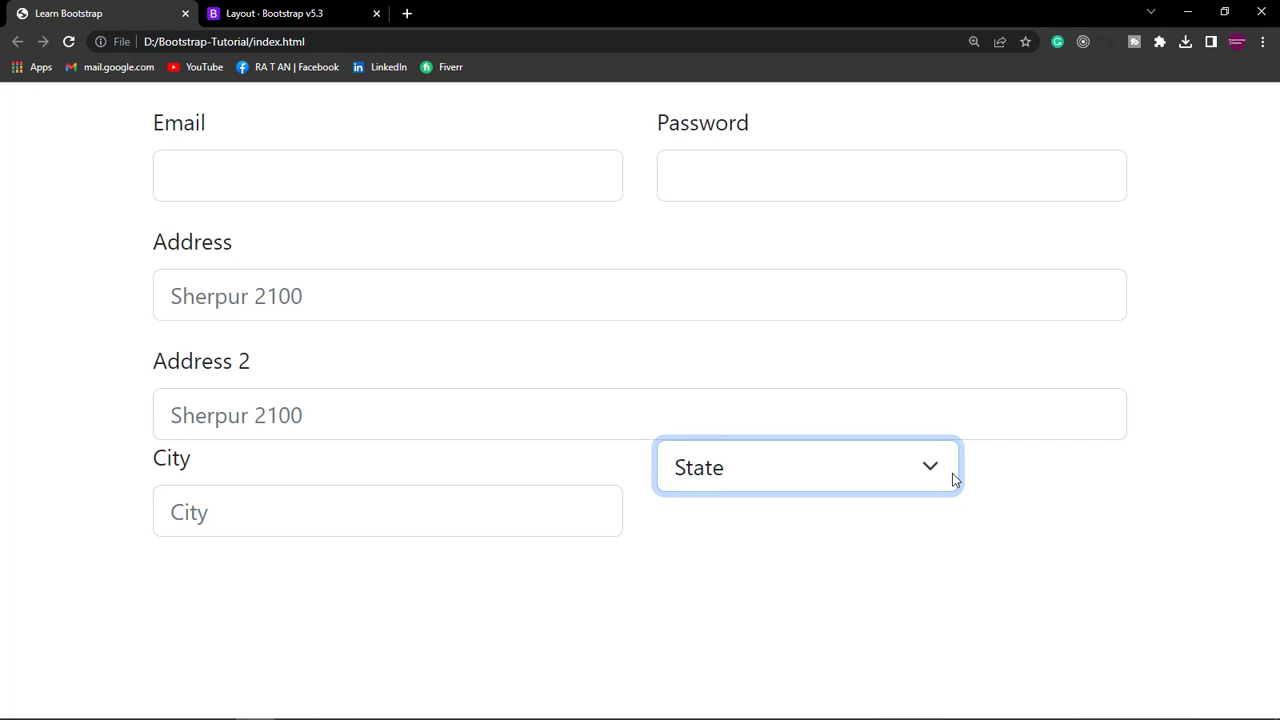 Learn Bootstrap
Layout · Bootstrap v5.3
File
D:/Bootstrap-Tutorial/index.html
Apps
mail.google.com
YouTube
RA T AN | Facebook
LinkedIn
Fiverr
Email
Password
Address
Sherpur 2100
Address 2
Sherpur 2100
City
State
City